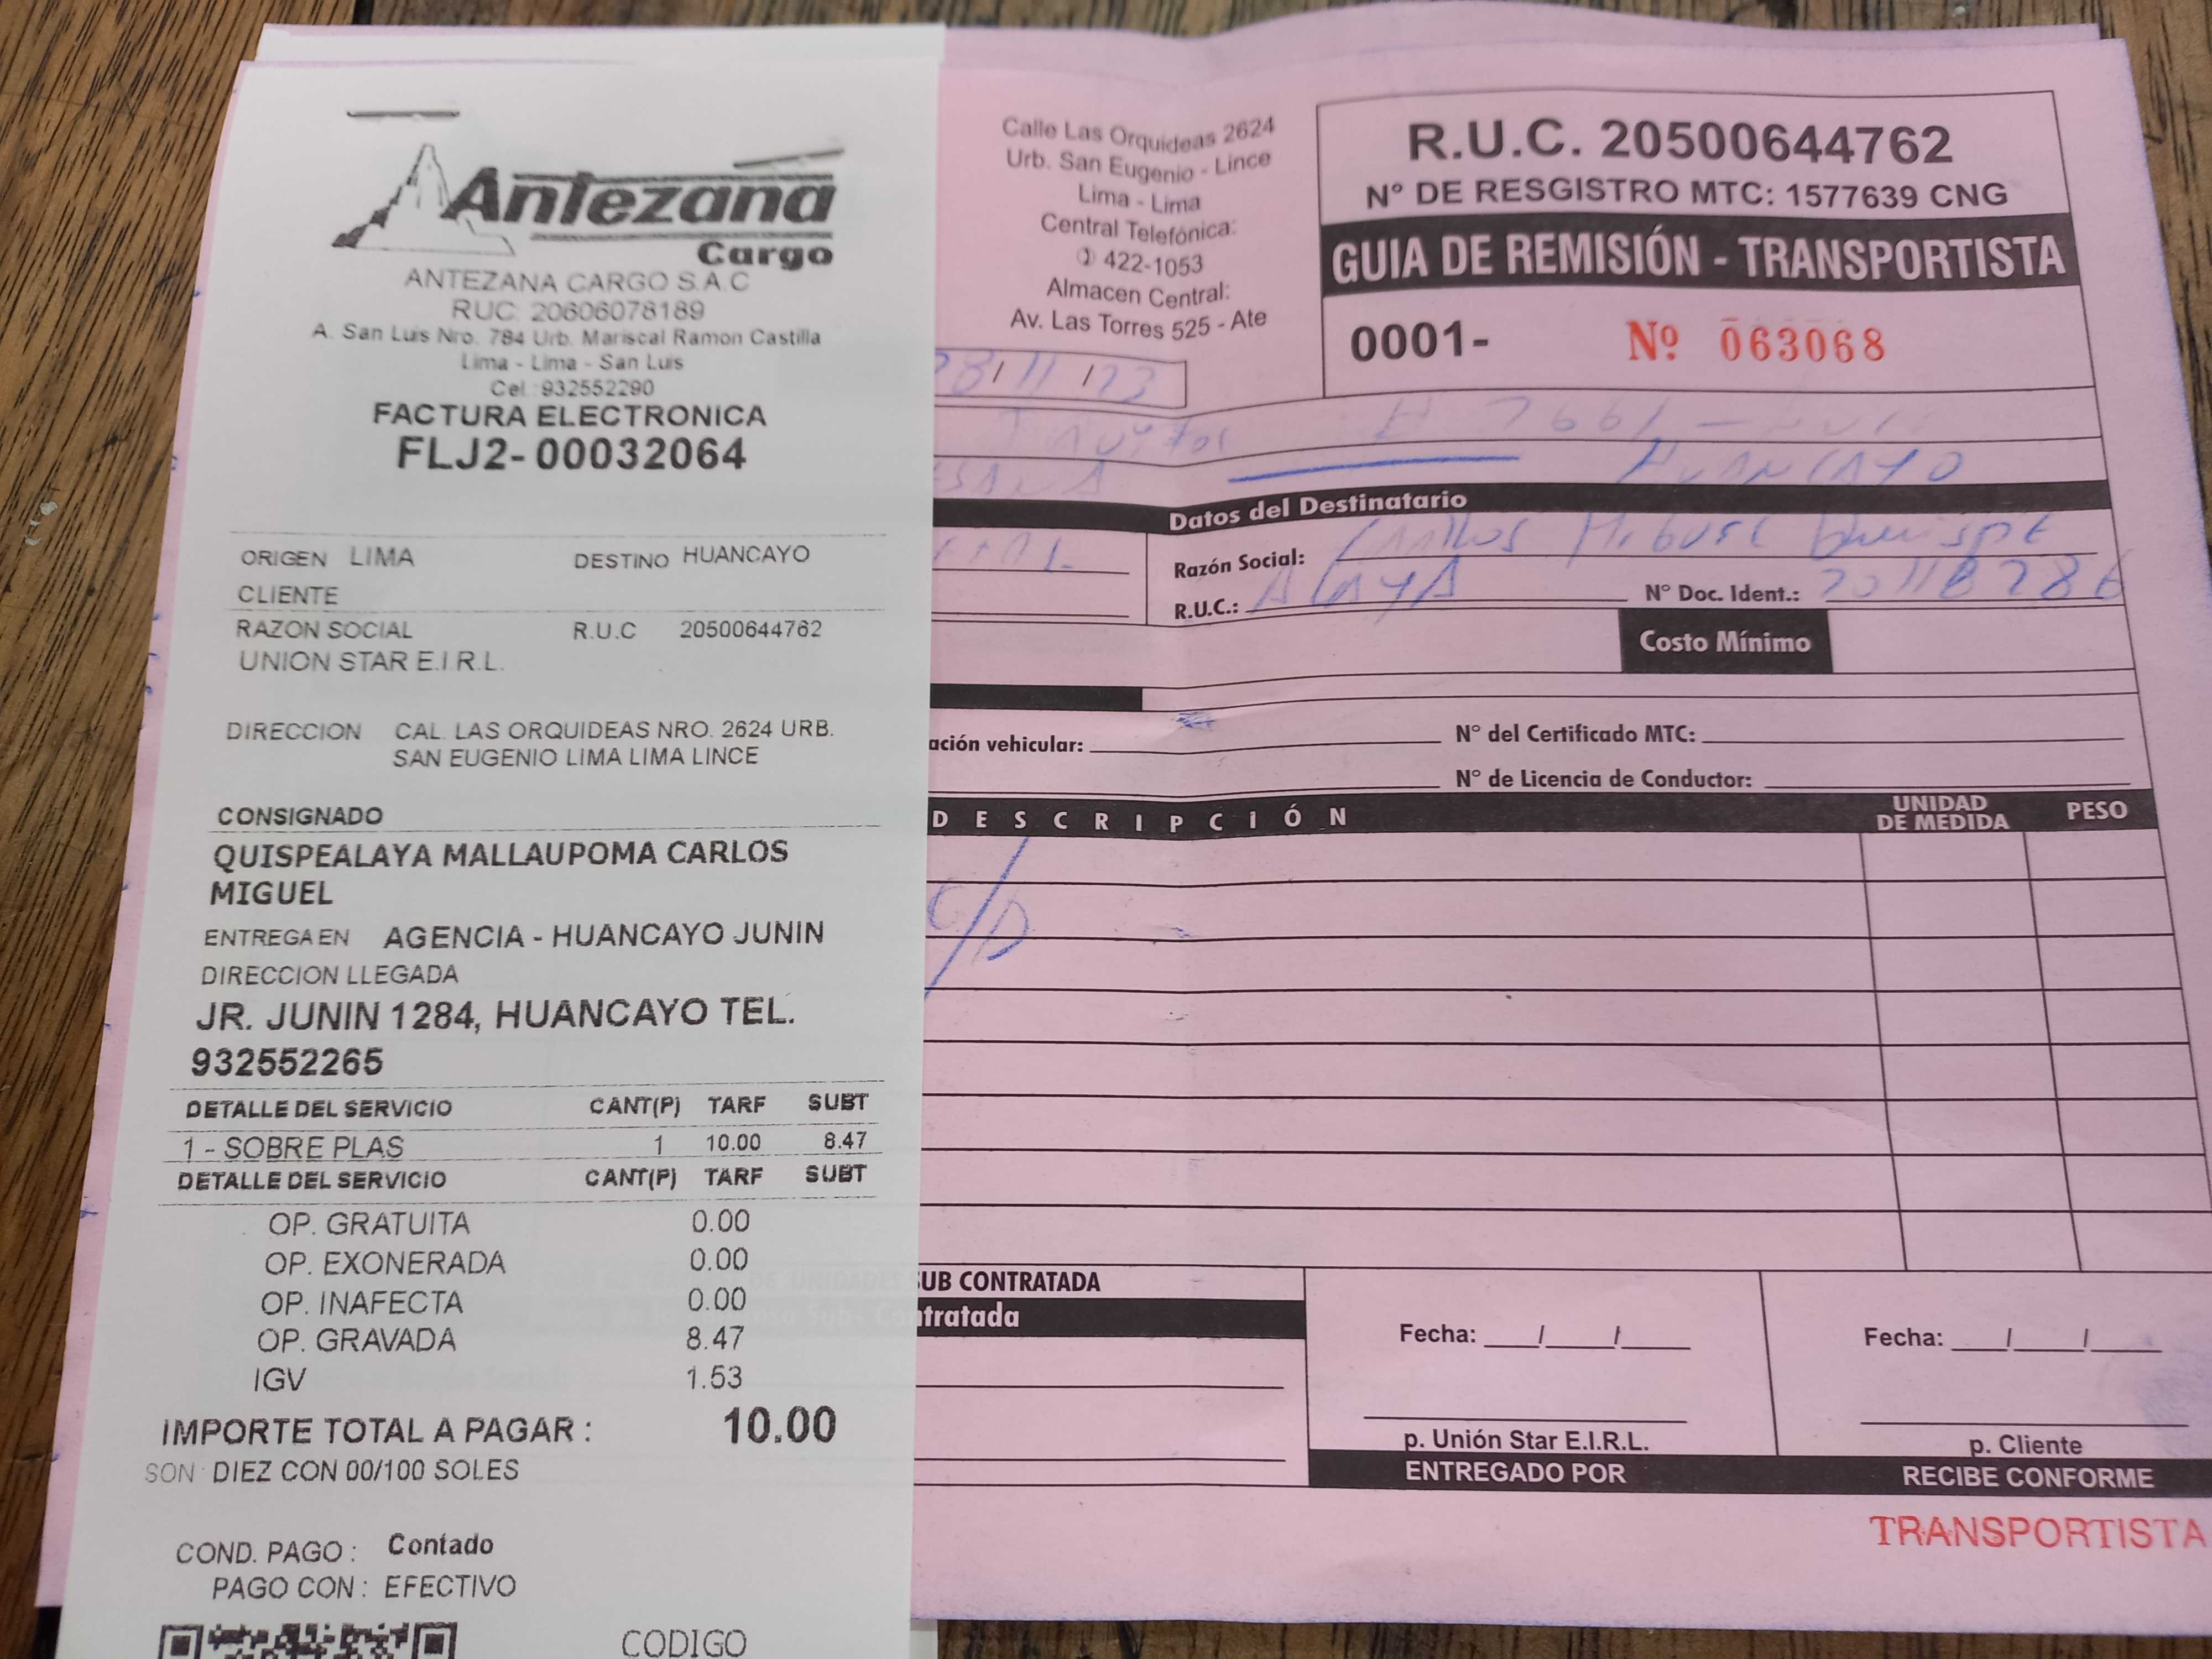 Antezana
Cargo
ANTEZANA CARGO S.A.C
RUC: 20606078189
A. San Luis Nro. 784 Urb. Mariscal Ramon Castilla
Lima - Lima - San Luis
Cel.:932552290
FACTURA ELECTRONICA
FLJ2- 00032064
ORIGEN LIMA DESTINO HUANCAYO
CLIENTE
RAZON SOCIAL R.U.C 20500644762
UNION STAR E.I.R.L.
DIRECCION CAL. LAS ORQUIDEAS NRO. 2624 URB.
SAN EUGENIO LIMA LIMA LINCE
CONSIGNADO
QUISPEALAYA MALLAUPOMA CARLOS
MIGUEL
ENTREGA EN AGENCIA - HUANCAYO JUNIN
DIRECCION LLEGADA
JR. JUNIN 1284, HUANCAYO TEL.
932552265
DETALLE DEL SERVICIO CANT(P) TARF SUBT
1 - SOBRE PLAS 1 10.00 8.47
DETALLE DEL SERVICIO CANT(P) TARF SUBT
OP. GRATUITA 0.00
OP. EXONERADA 0.00
OP. INAFECTA 0.00
OP. GRAVADA 8.47
IGV 1.53
IMPORTE TOTAL A PAGAR : 10.00
SON: DIEZ CON 00/100 SOLES
COND. PAGO : Contado
PAGO CON : EFECTIVO
CODIGO
Calle Las Orquideas 2624
Urb. San Eugenio - Lince
Lima - Lima
Central Telefónica:
422-1053
Almacen Central:
Av. Las Torres 525 - Ate
R.U.C. 20500644762
N° DE RESGISTRO MTC: 1577639 CNG
GUIA DE REMISIÓN - TRANSPORTISTA
0001- Nº 063068
28/11/23
HUANCAYO
Datos del Destinatario
Razón Social: Carlos Miguel Quispe
R.U.C.: Alaya N° Doc. Ident.: 20118286
Costo Mínimo
ación vehicular: N° del Certificado MTC:
N° de Licencia de Conductor:
DESCRIPCIÓN UNIDAD DE MEDIDA PESO
C/D
UB CONTRATADA
tratada
Fecha: / / Fecha: / /
p. Unión Star E.I.R.L. p. Cliente
ENTREGADO POR RECIBE CONFORME
TRANSPORTISTA